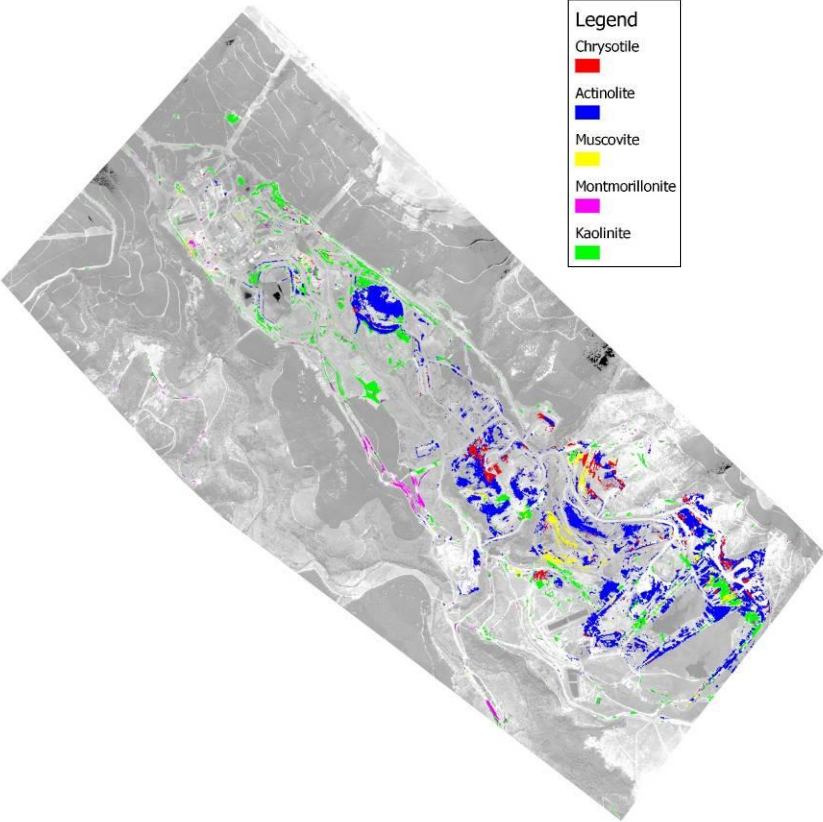 Legend
Chrysotile
Actinolite
Muscovite
Montmorillonite
Kaolinite